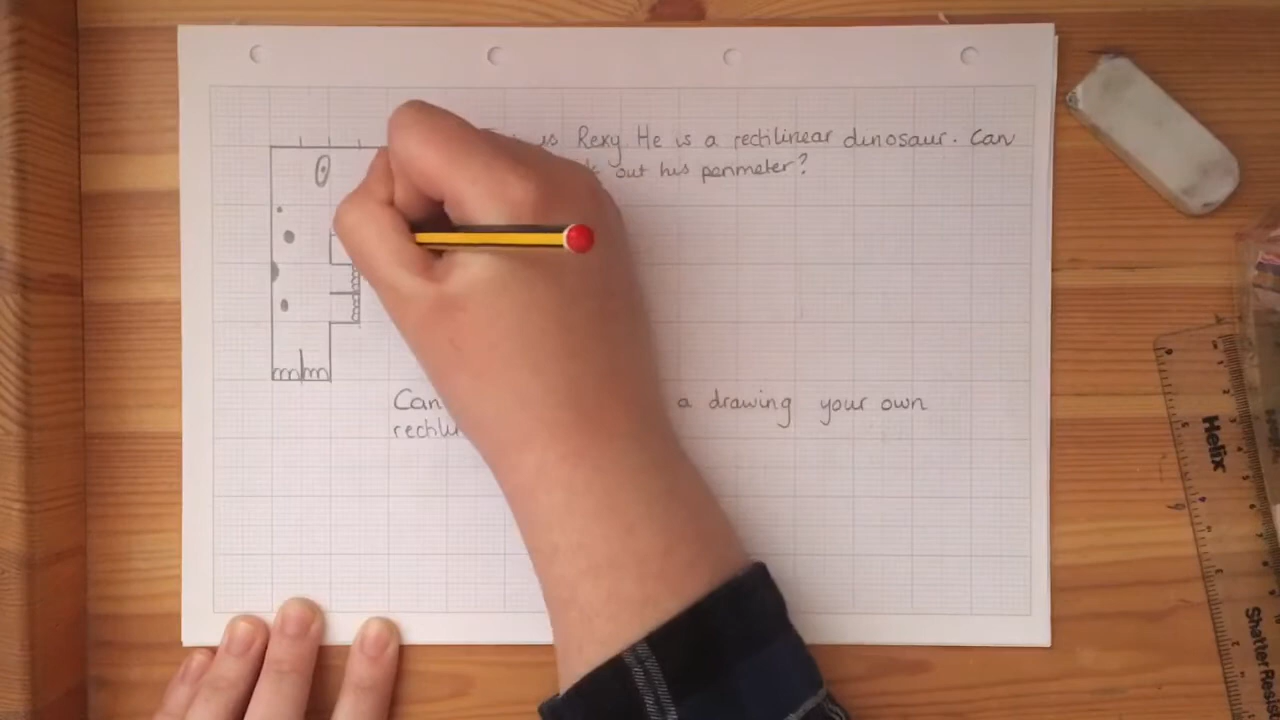 is Rexy. He is a rectilinear dinosaur. Can
out his perimeter?
Can a drawing your own
Helix
Shatter Resis